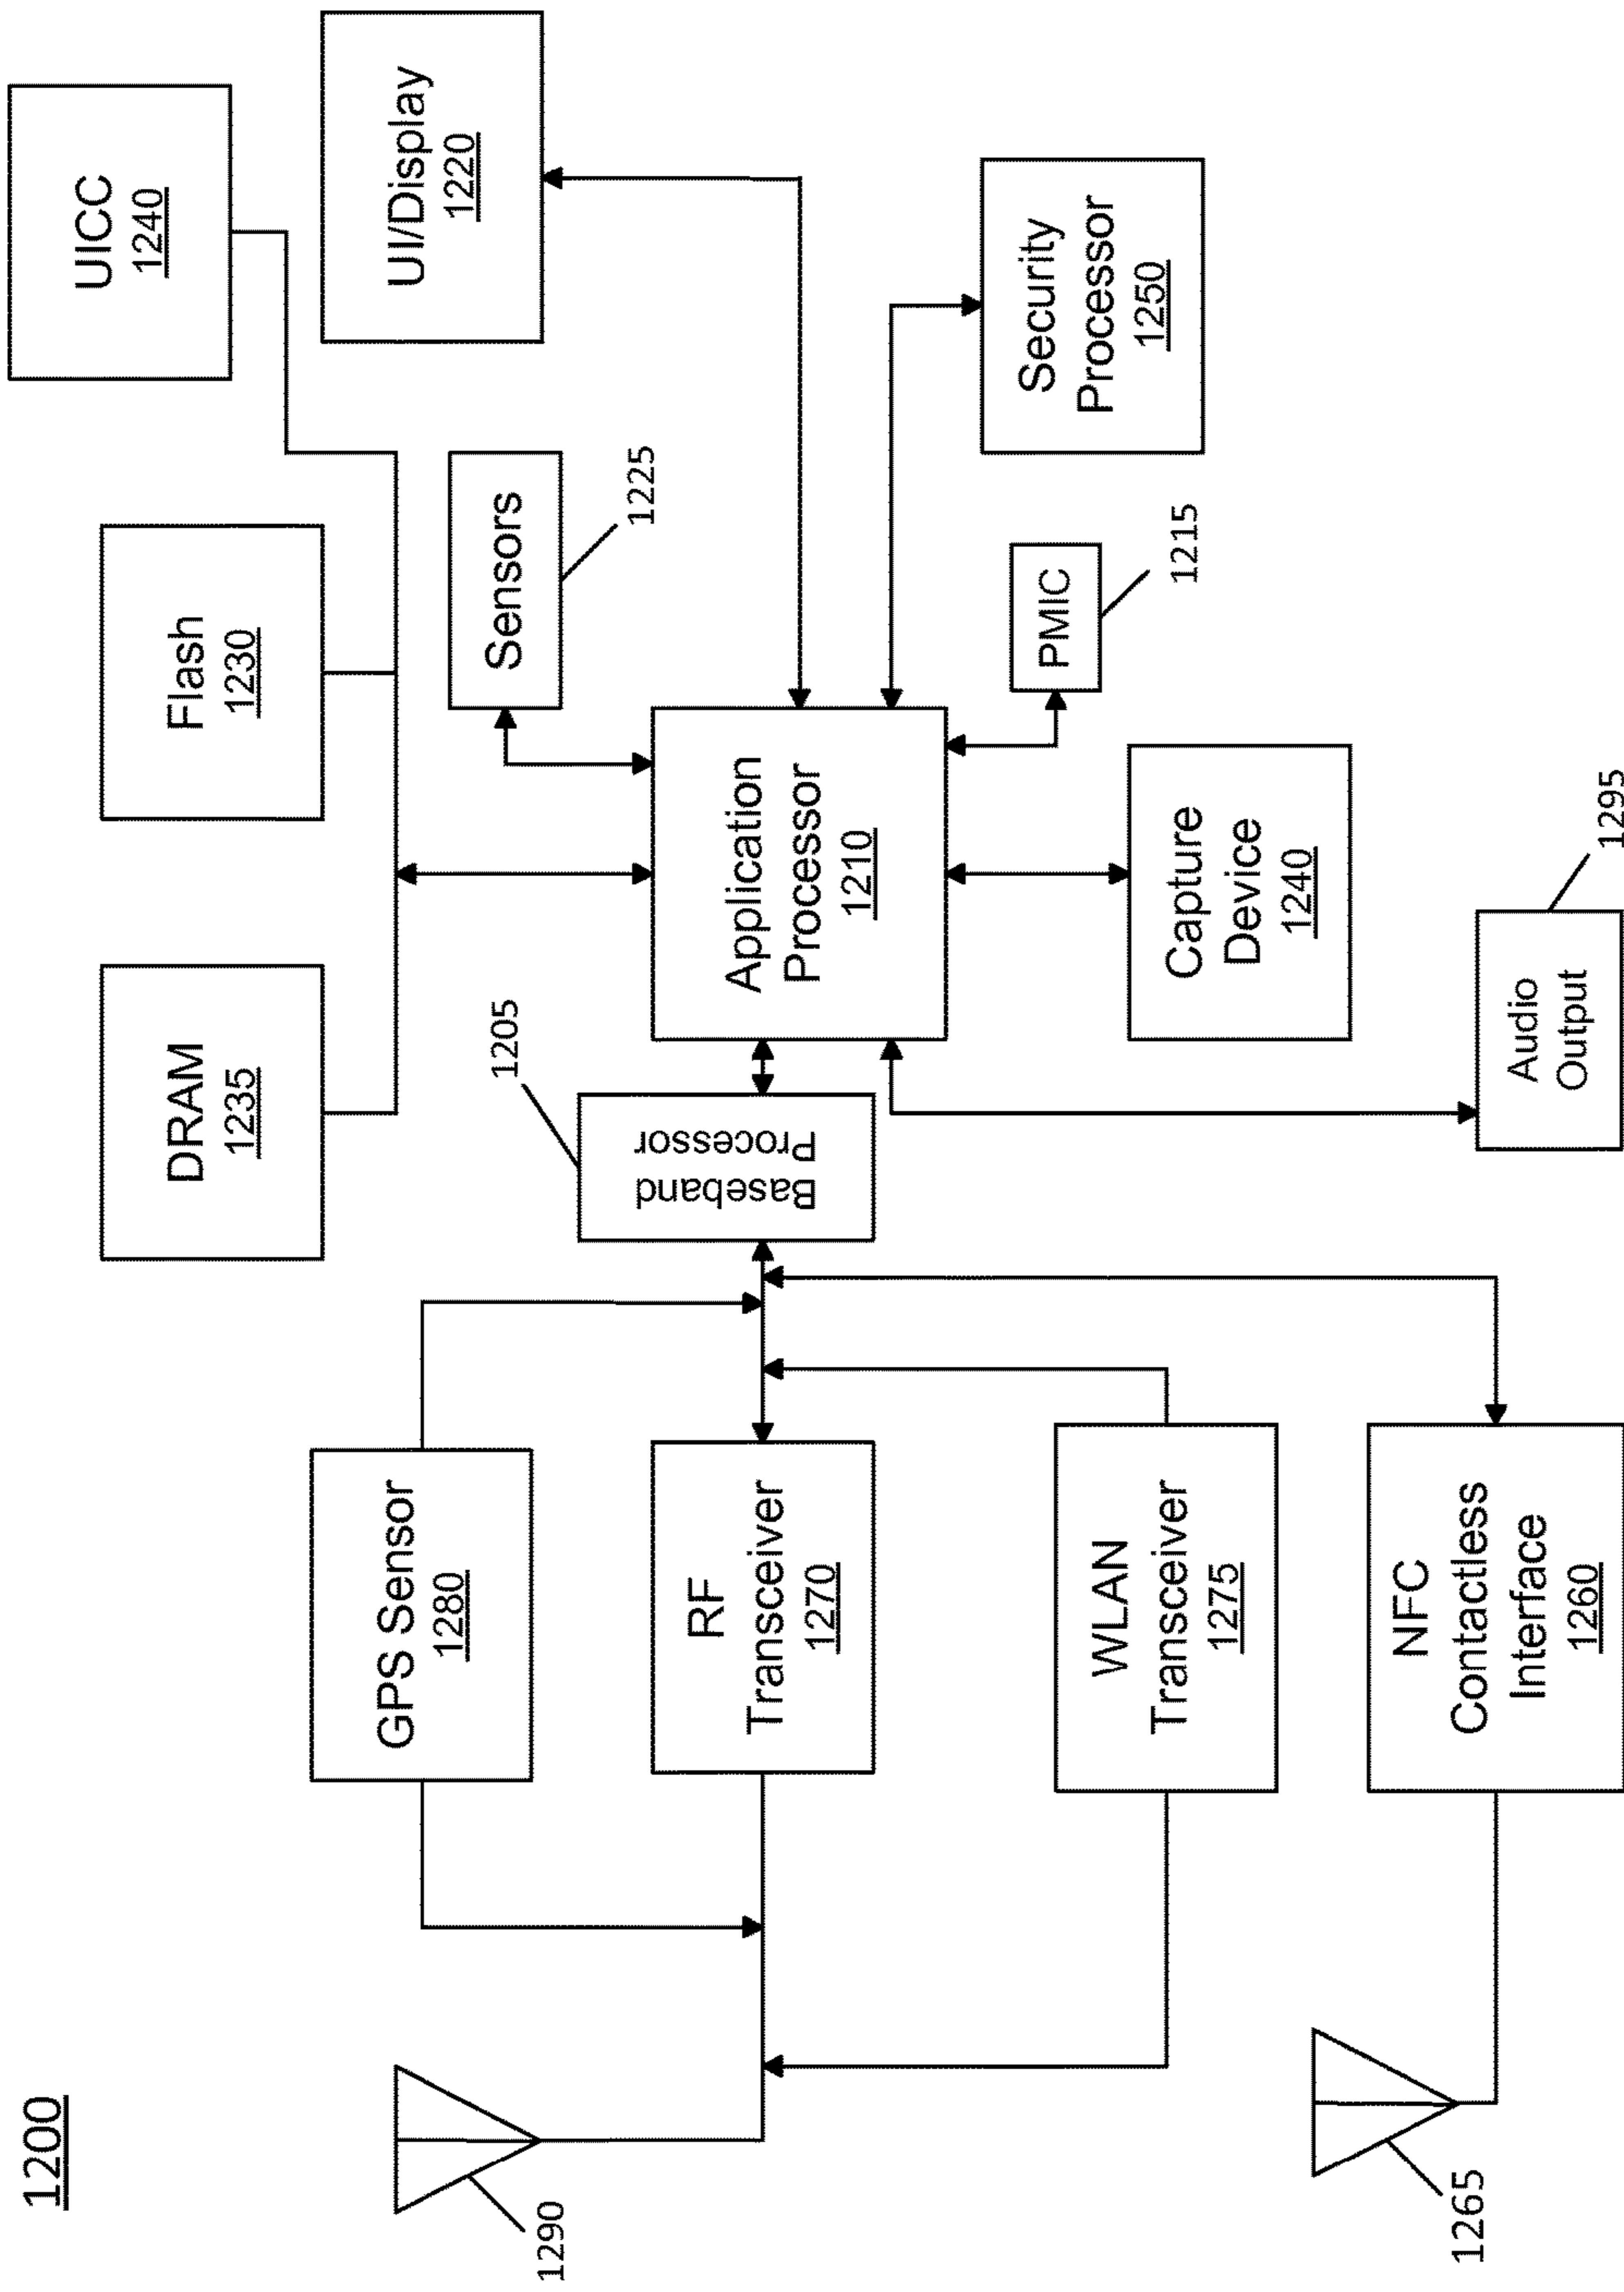 1200
UICC
1240
Flash
1230
DRAM
1235
UI/Display
1220
Sensors
1225
GPS Sensor
1280
1290
1205
Baseband
Processor
Application
Processor
1210
RF
Transceiver
1270
Security
Processor
1250
PMIC
1215
WLAN
Transceiver
1275
Capture
Device
1240
1265
NFC
Contactless
Interface
1260
Audio
Output
1295